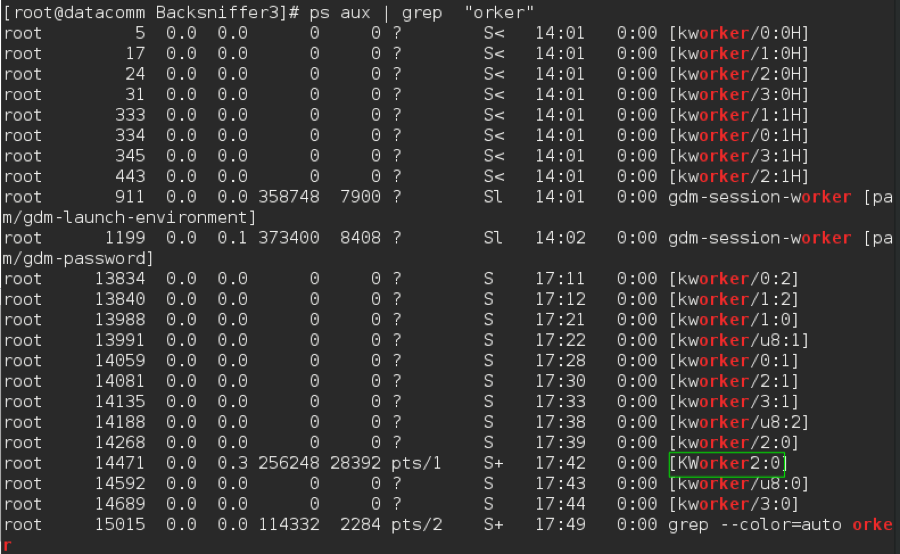 [root@datacomm Backsniffer3]# ps aux | grep  "orker"
root         5  0.0  0.0      0     0 ?        S<   14:01   0:00 [kworker/0:0H]
root        17  0.0  0.0      0     0 ?        S<   14:01   0:00 [kworker/1:0H]
root        24  0.0  0.0      0     0 ?        S<   14:01   0:00 [kworker/2:0H]
root        31  0.0  0.0      0     0 ?        S<   14:01   0:00 [kworker/3:0H]
root       333  0.0  0.0      0     0 ?        S<   14:01   0:00 [kworker/1:1H]
root       334  0.0  0.0      0     0 ?        S<   14:01   0:00 [kworker/0:1H]
root       345  0.0  0.0      0     0 ?        S<   14:01   0:00 [kworker/3:1H]
root       443  0.0  0.0      0     0 ?        S<   14:01   0:00 [kworker/2:1H]
root       911  0.0  0.0 358748  7900 ?        Sl   14:01   0:00 gdm-session-worker [pa
m/gdm-launch-environment]
root      1199  0.0  0.1 373400  8408 ?        Sl   14:02   0:00 gdm-session-worker [pa
m/gdm-password]
root     13834  0.0  0.0      0     0 ?        S    17:11   0:00 [kworker/0:2]
root     13840  0.0  0.0      0     0 ?        S    17:12   0:00 [kworker/1:2]
root     13988  0.0  0.0      0     0 ?        S    17:21   0:00 [kworker/1:0]
root     13991  0.0  0.0      0     0 ?        S    17:22   0:00 [kworker/u8:1]
root     14059  0.0  0.0      0     0 ?        S    17:28   0:00 [kworker/0:1]
root     14081  0.0  0.0      0     0 ?        S    17:30   0:00 [kworker/2:1]
root     14135  0.0  0.0      0     0 ?        S    17:33   0:00 [kworker/3:1]
root     14188  0.0  0.0      0     0 ?        S    17:38   0:00 [kworker/u8:2]
root     14268  0.0  0.0      0     0 ?        S    17:39   0:00 [kworker/2:0]
root     14471  0.0  0.3 256248 28392 pts/1    S+   17:42   0:00 [KWorker2:0]
root     14592  0.0  0.0      0     0 ?        S    17:43   0:00 [kworker/u8:0]
root     14689  0.0  0.0      0     0 ?        S    17:44   0:00 [kworker/3:0]
root     15015  0.0  0.0 114332  2284 pts/2    S+   17:49   0:00 grep --color=auto orke
r